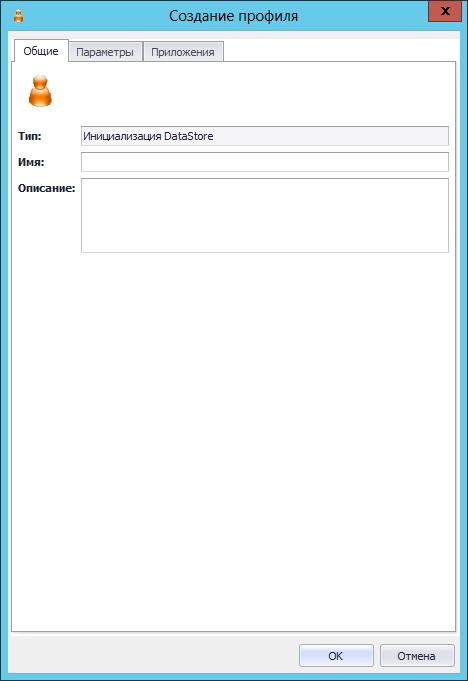 Создание профиля
x
Общие Параметры Приложения
Тип: Инициализация DataStore
Имя:
Описание:
OK Отмена